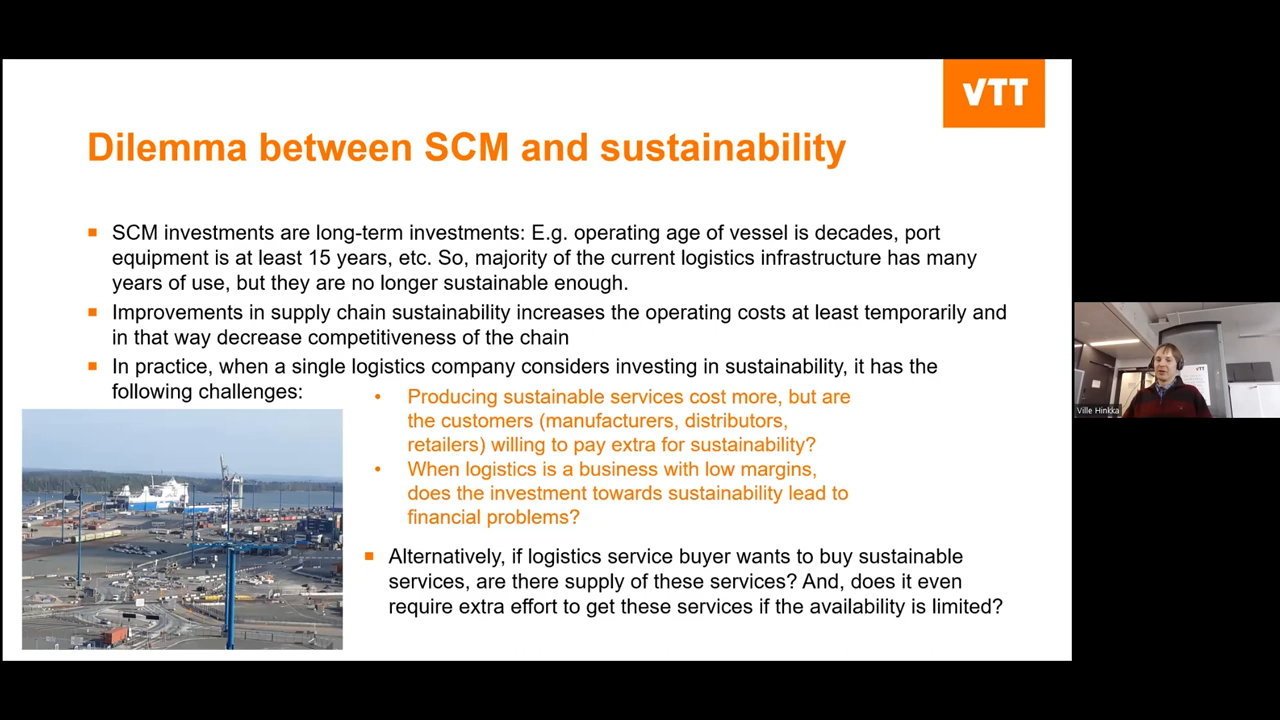 VTT
Dilemma between SCM and sustainability
SCM investments are long-term investments: E.g. operating age of vessel is decades, port
equipment is at least 15 years, etc. So, majority of the current logistics infrastructure has many
years of use, but they are no longer sustainable enough.
Improvements in supply chain sustainability increases the operating costs at least temporarily and
in that way decrease competitiveness of the chain
In practice, when a single logistics company considers investing in sustainability, it has the
following challenges:
Producing sustainable services cost more, but are
the customers (manufacturers, distributors,
retailers) willing to pay extra for sustainability?
When logistics is a business with low margins,
does the investment towards sustainability lead to
financial problems?
Alternatively, if logistics service buyer wants to buy sustainable
services, are there supply of these services? And, does it even
require extra effort to get these services if the availability is limited?
VTT
Ville Hinkka